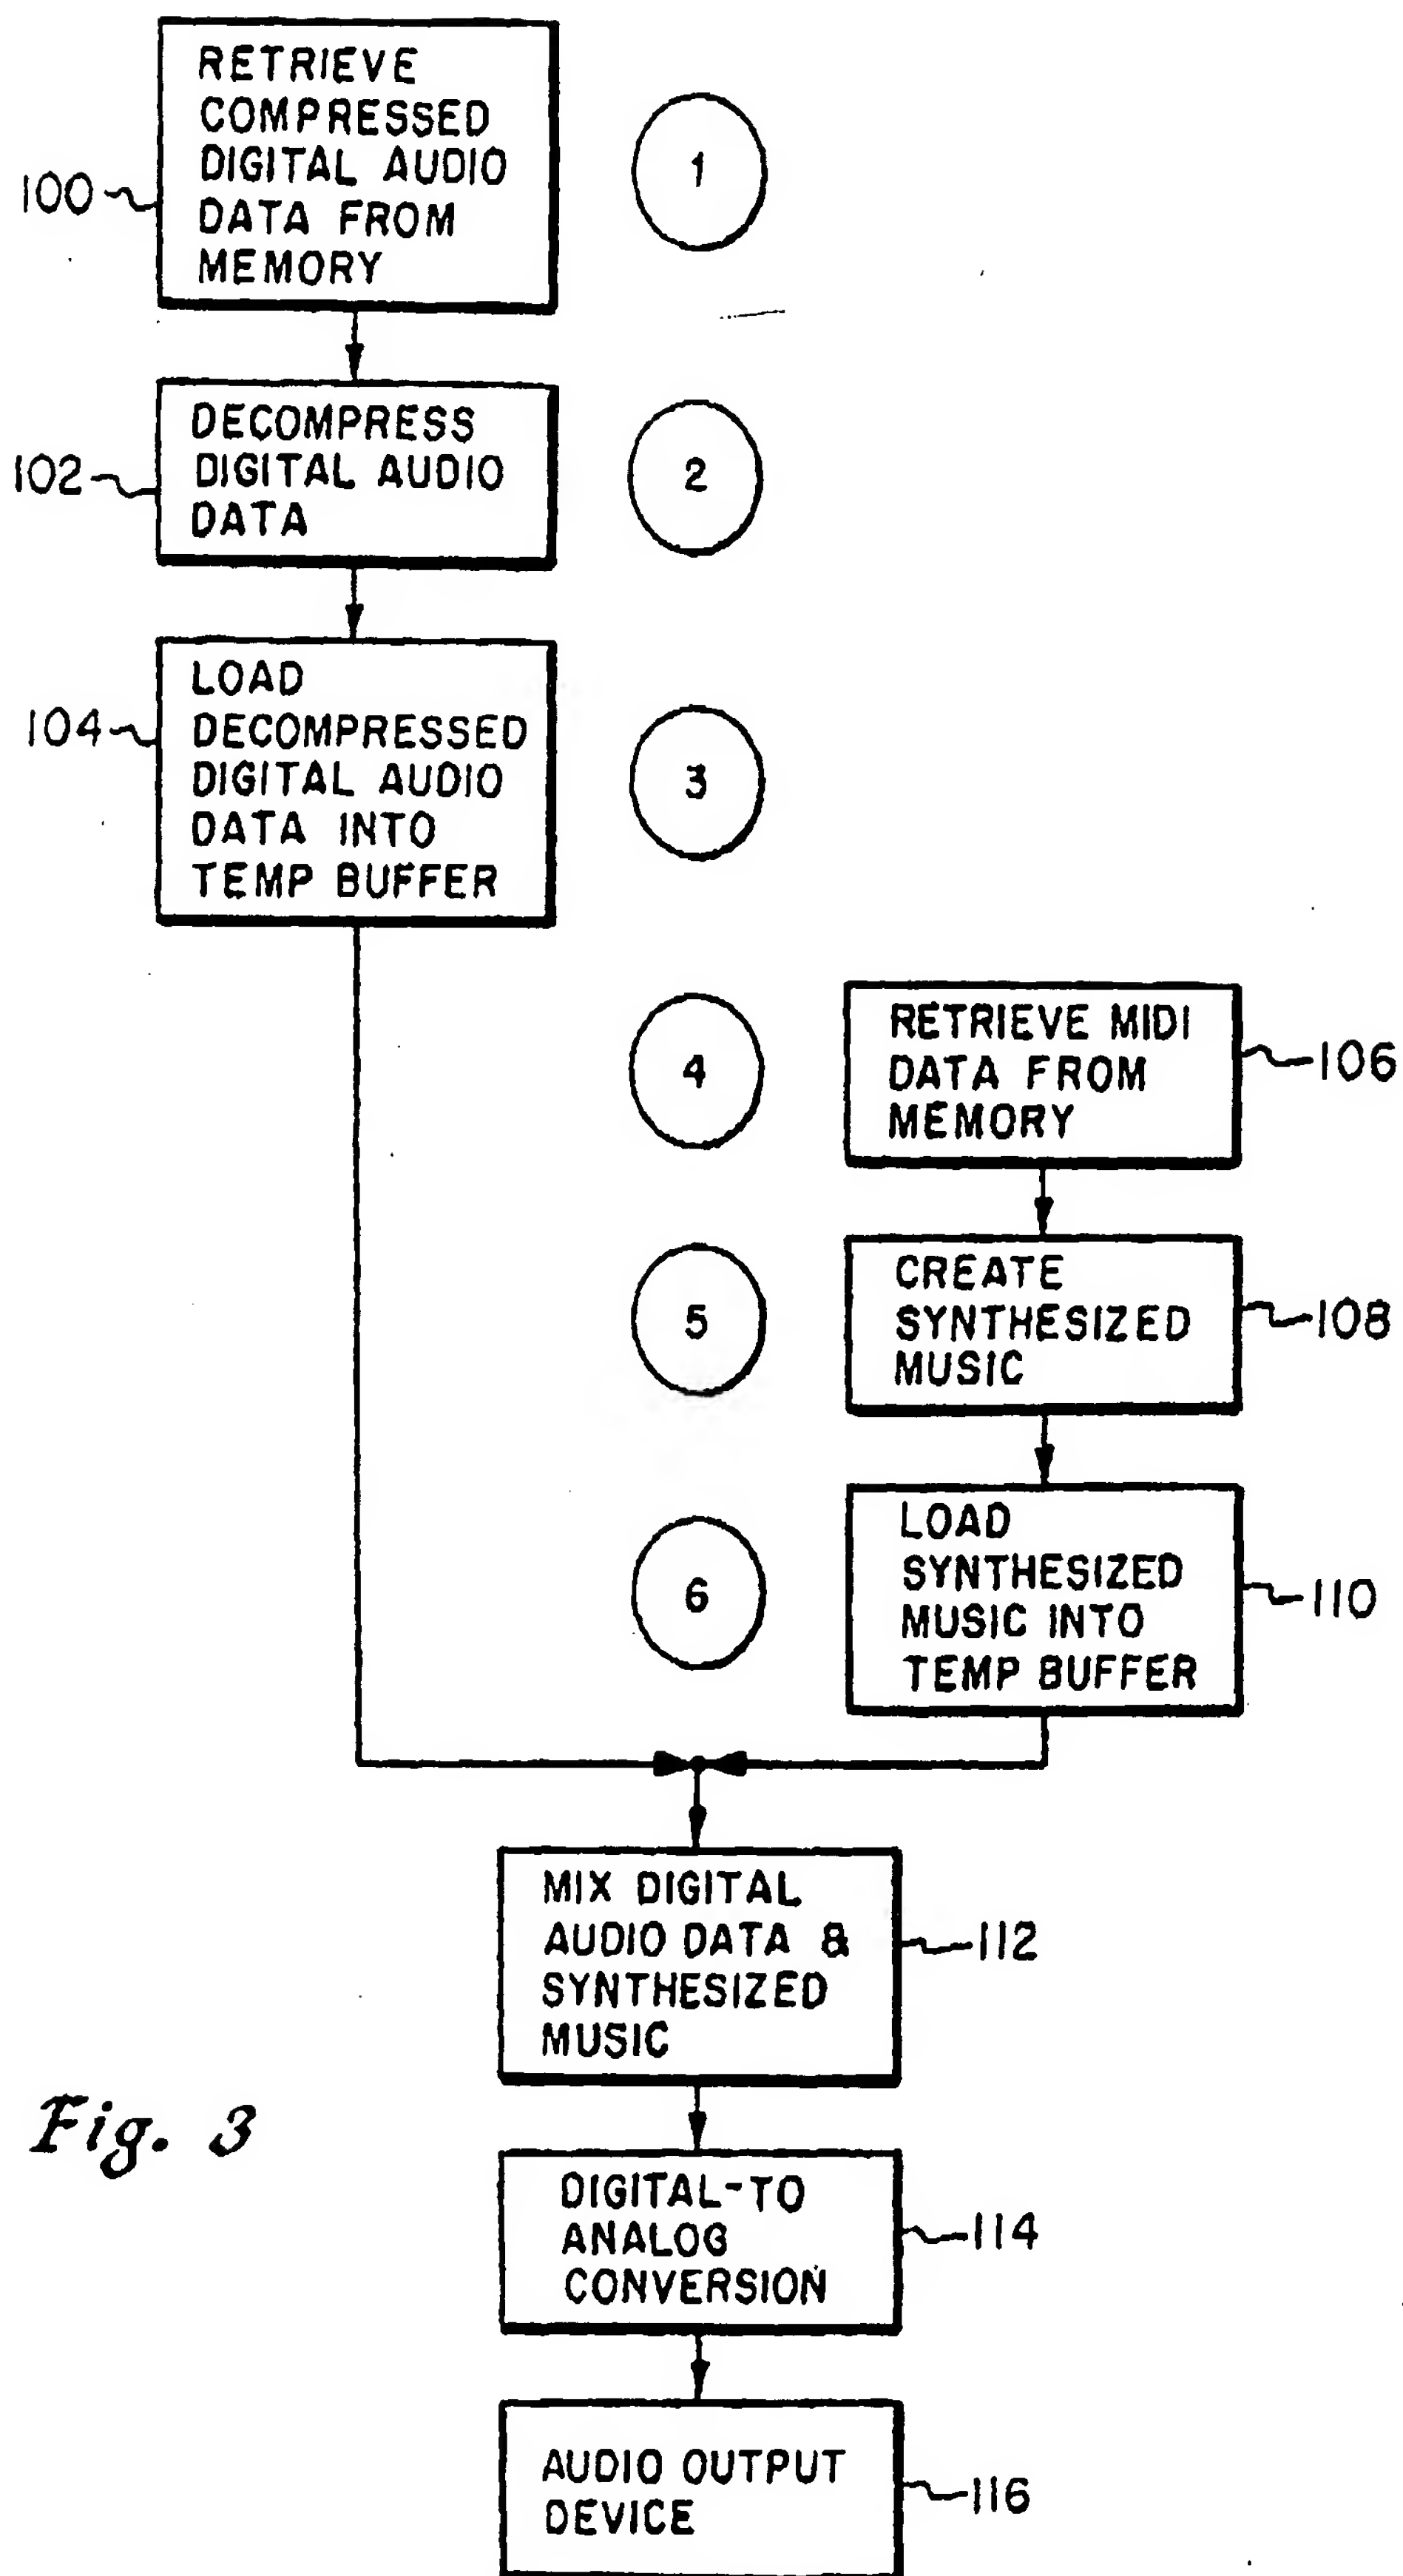 RETRIEVE
COMPRESSED
DIGITAL AUDIO
DATA FROM
MEMORY
100
1
DECOMPRESS
DIGITAL AUDIO
DATA
102
2
LOAD
DECOMPRESSED
DIGITAL AUDIO
DATA INTO
TEMP BUFFER
104
3
4
RETRIEVE MIDI
DATA FROM
MEMORY
106
5
CREATE
SYNTHESIZED
MUSIC
108
6
LOAD
SYNTHESIZED
MUSIC INTO
TEMP BUFFER
110
MIX DIGITAL
AUDIO DATA &
SYNTHESIZED
MUSIC
112
Fig. 3
DIGITAL-TO
ANALOG
CONVERSION
114
AUDIO OUTPUT
DEVICE
116